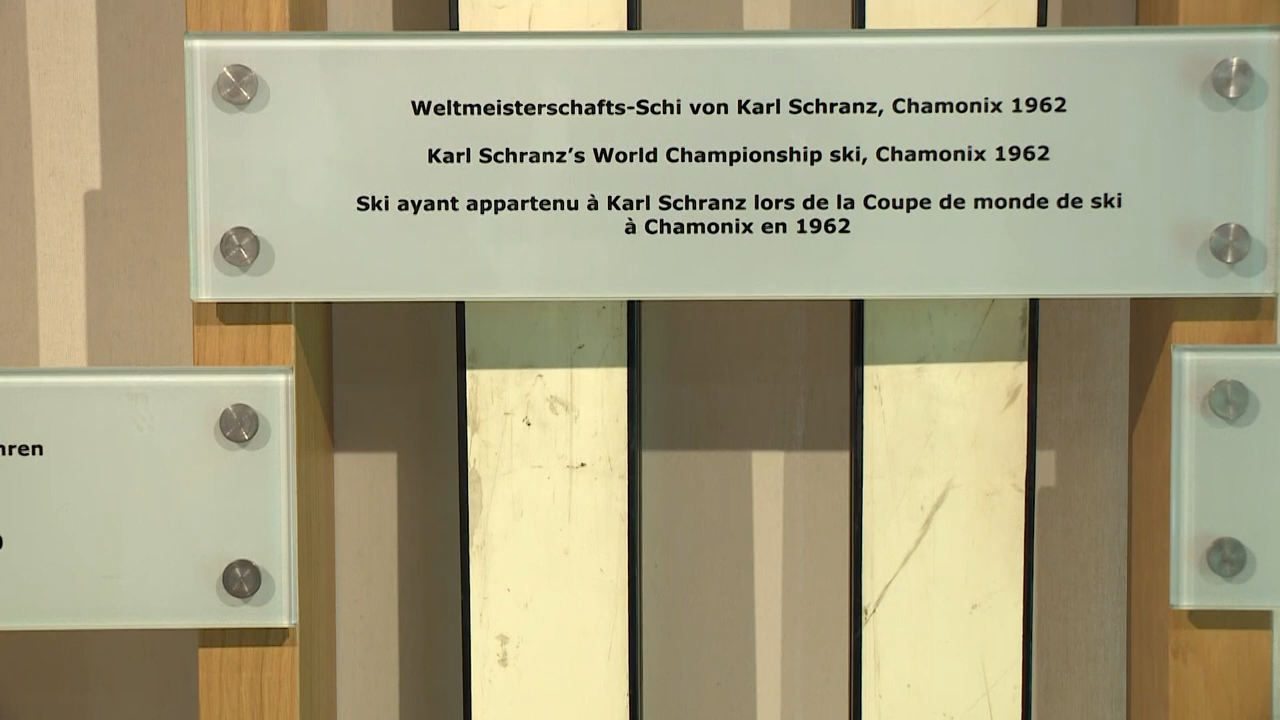 Weltmeisterschafts-Schi von Karl Schranz, Chamonix 1962
Karl Schranz’s World Championship ski, Chamonix 1962
Ski ayant appartenu à Karl Schranz lors de la Coupe de monde de ski
à Chamonix en 1962